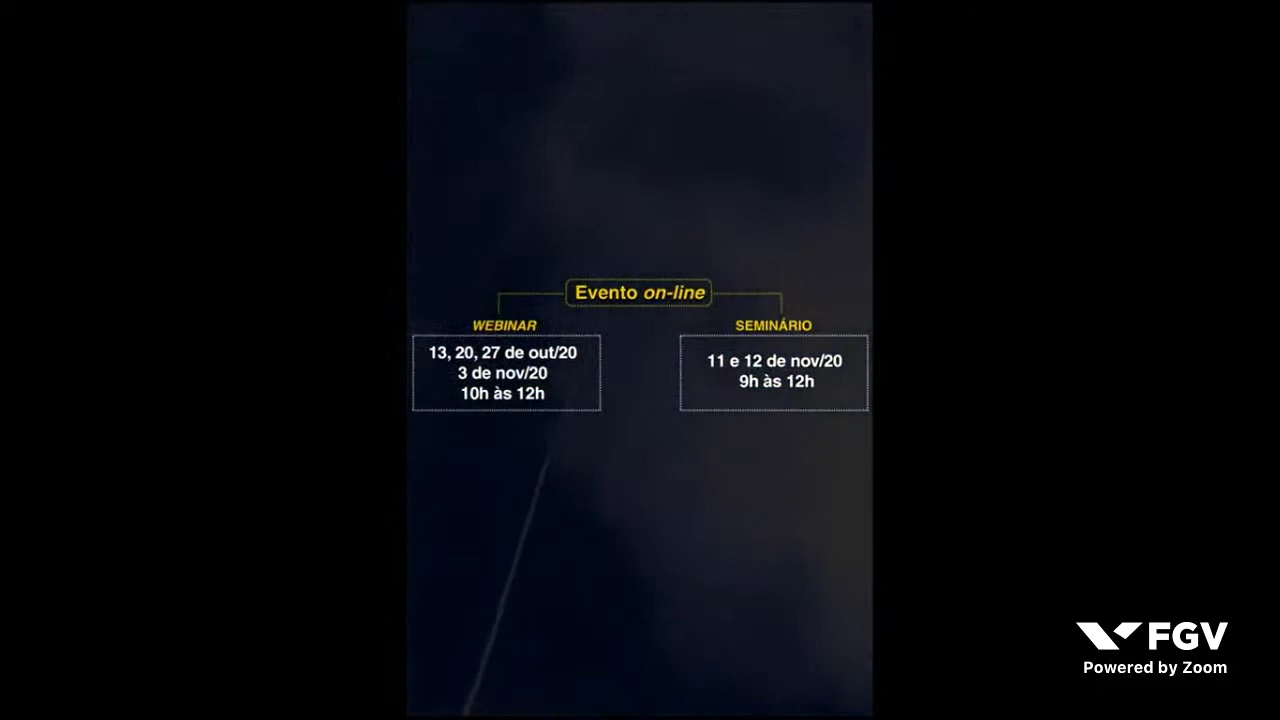 Evento on-line
WEBINAR
13, 20, 27 de out/20
3 de nov/20
10h às 12h
SEMINÁRIO
11 e 12 de nov/20
9h às 12h
FGV
Powered by Zoom